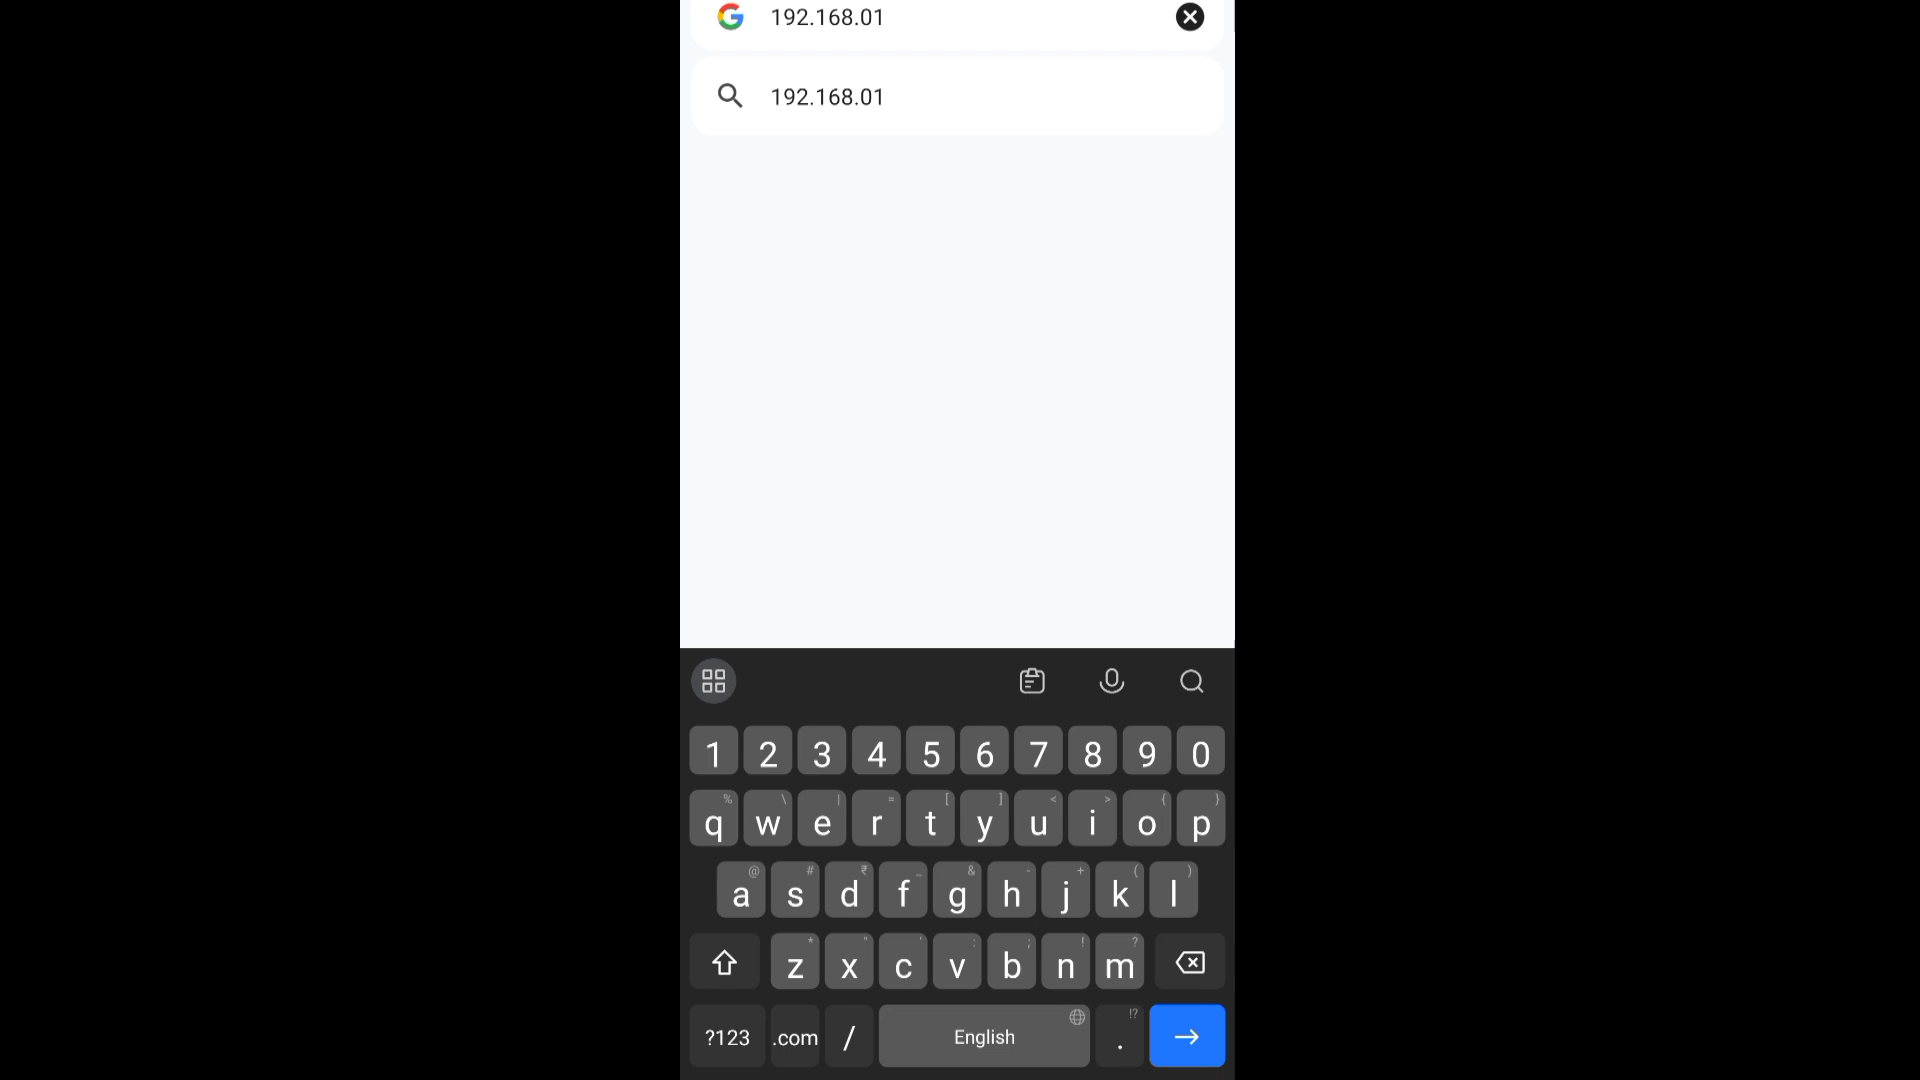 192.168.01
192.168.01
1 2 3 4 5 6 7 8 9 0
% \ | = [ ] < > { }
q w e r t y u i o p
@ # ₹ _ & - + ( )
a s d f g h j k l
* " ' : ; ! ?
z x c v b n m
!?
?123 .com / English .